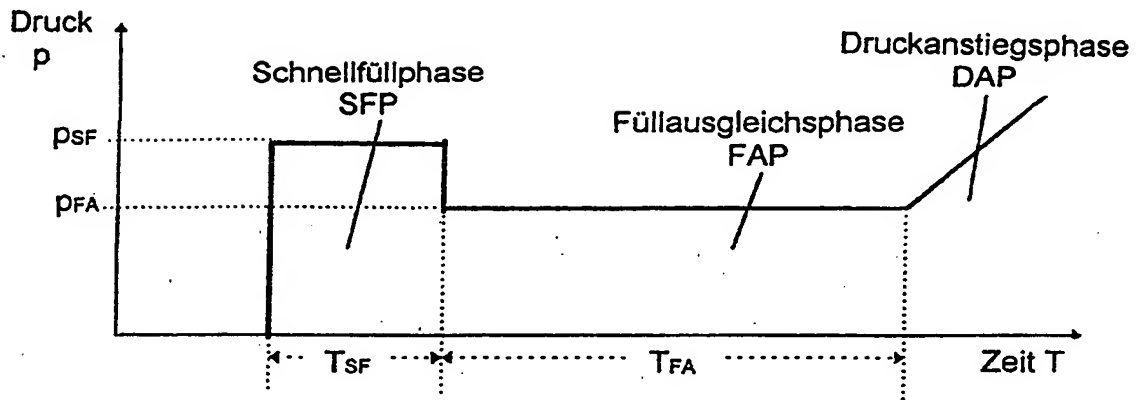 Druck
p
Schnellfüllphase
SFP
Druckanstiegsphase
DAP
Füllausgleichsphase
FAP
pSF
pFA
TSF
TFA
Zeit T